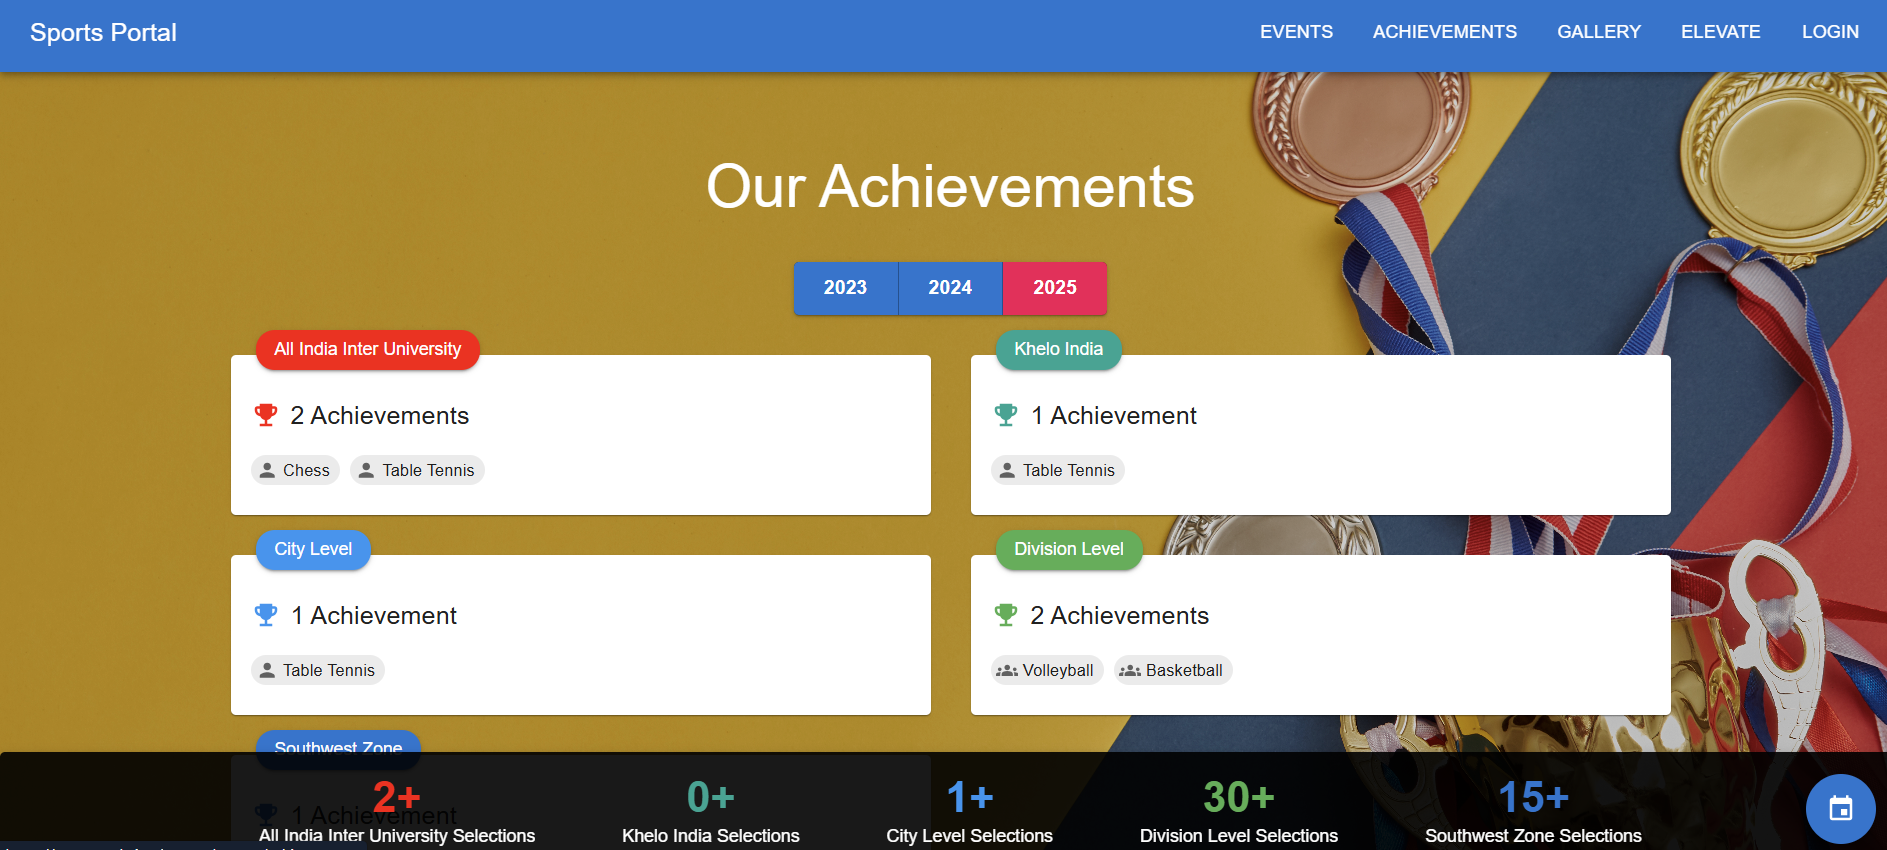 Sports Portal
EVENTS ACHIEVEMENTS GALLERY ELEVATE LOGIN
Our Achievements
2023 2024 2025
All India Inter University
2 Achievements
Chess Table Tennis
Khelo India
1 Achievement
Table Tennis
City Level
1 Achievement
Table Tennis
Division Level
2 Achievements
Volleyball Basketball
Southwest Zone
1 Achievement
2+ 0+ 1+ 30+ 15+
All India Inter University Selections Khelo India Selections City Level Selections Division Level Selections Southwest Zone Selections